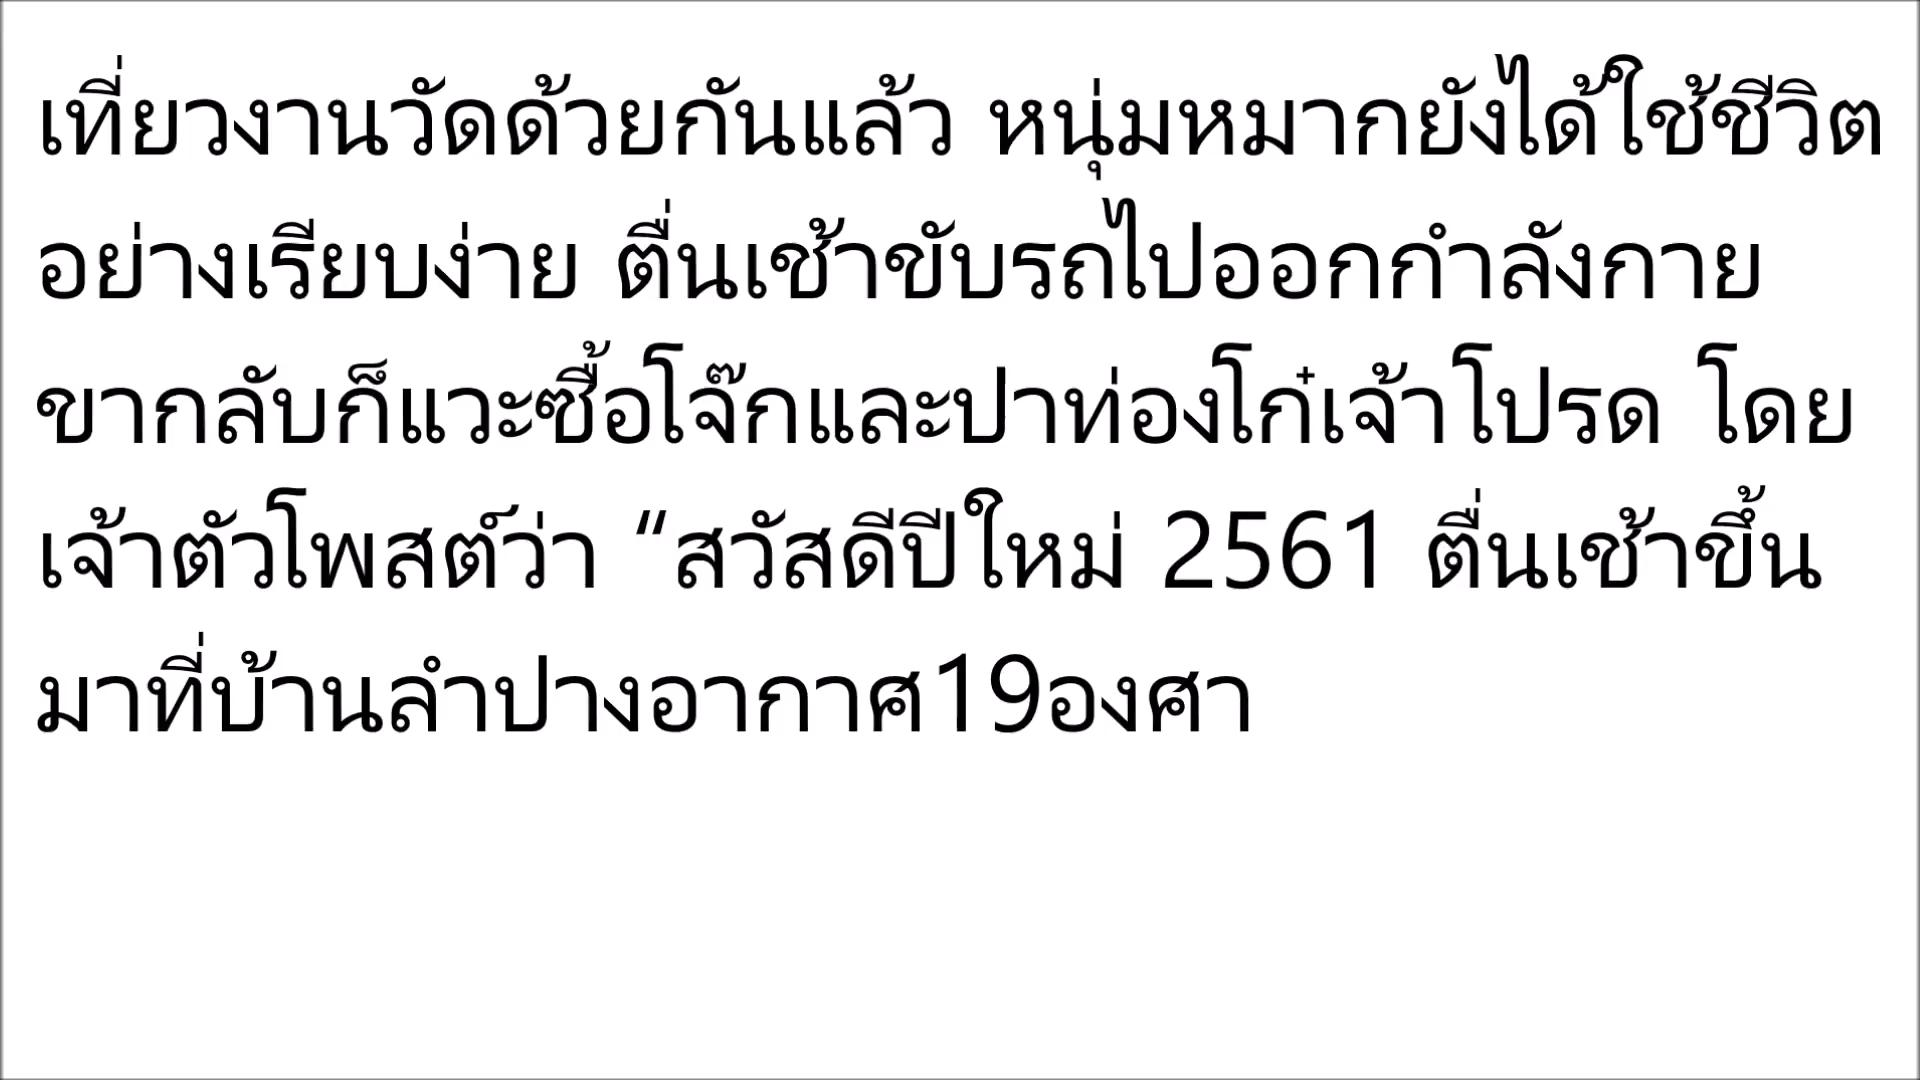 เที่ยวงานวัดด้วยกันแล้ว หนุ่มหมากยังได้ใช้ชีวิต
อย่างเรียบง่าย ตื่นเช้าขับรถไปออกกำลังกาย
ขากลับก็แวะซื้อโจ๊กและปาท่องโก๋เจ้าโปรด โดย
เจ้าตัวโพสต์ว่า “สวัสดีปีใหม่ 2561 ตื่นเช้าขึ้น
มาที่บ้านลำปางอากาศ19องศา